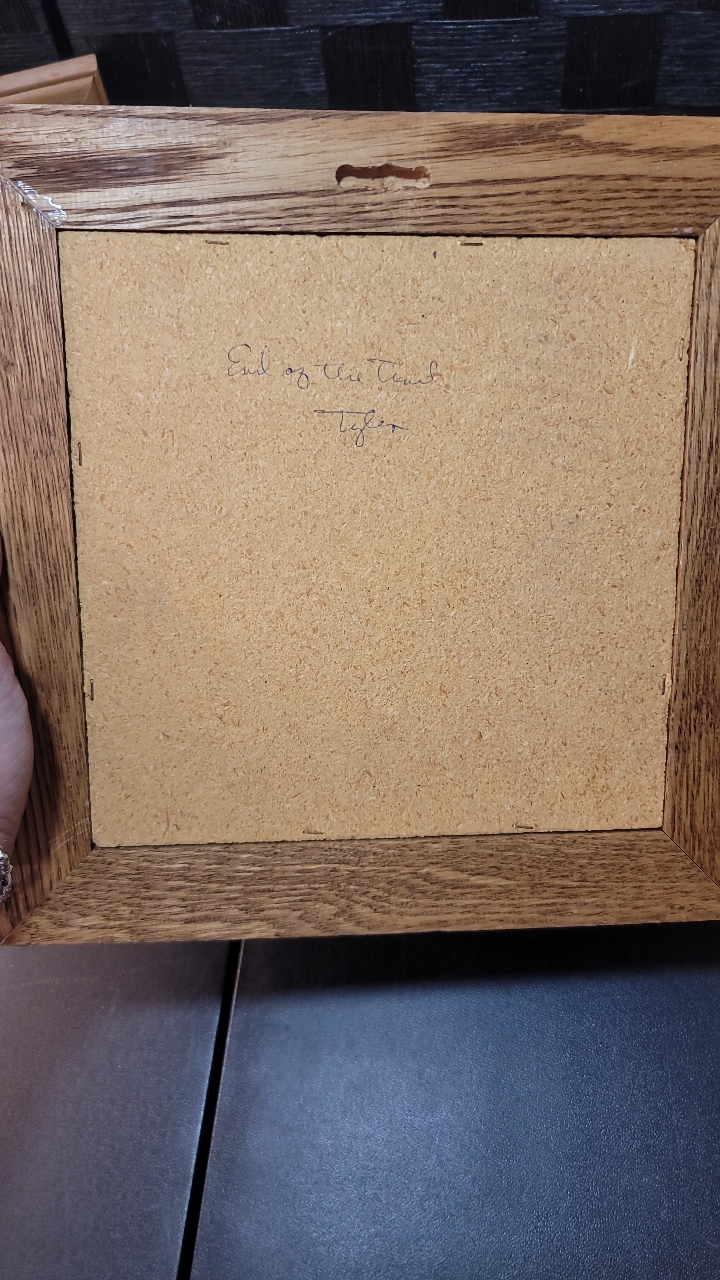 End of the Trail
Tyler